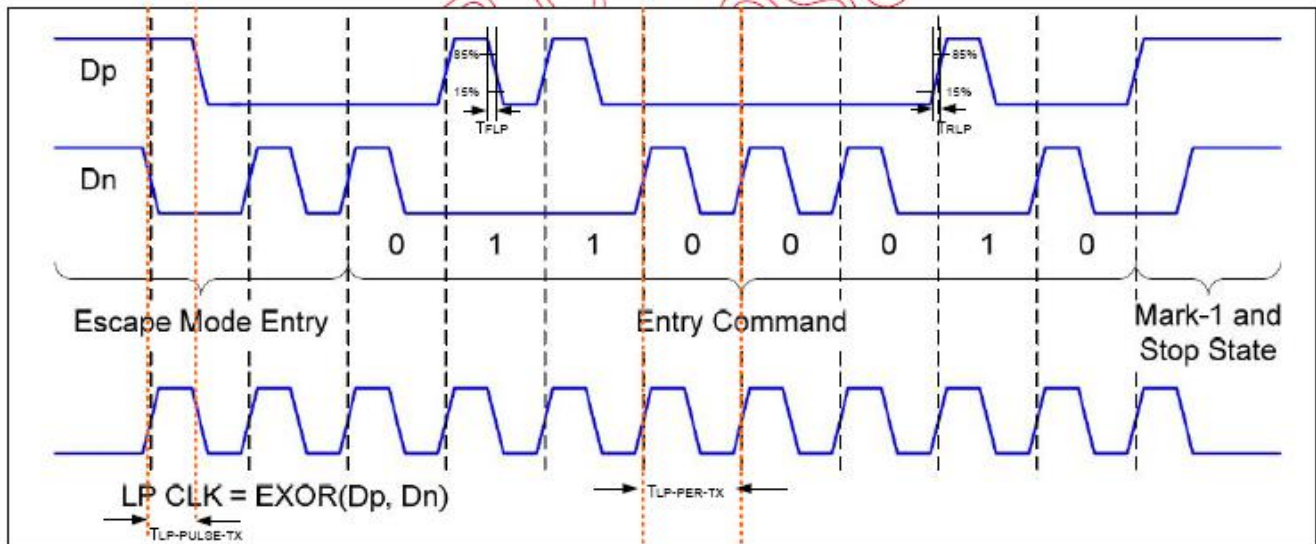 Dp
85%
15%
TFLP
85%
15%
TRLP
Dn
0 1 1 0 0 0 1 0
Escape Mode Entry
Entry Command
Mark-1 and
Stop State
LP CLK = EXOR(Dp, Dn)
TLP-PER-TX
TLP-PULSE-TX